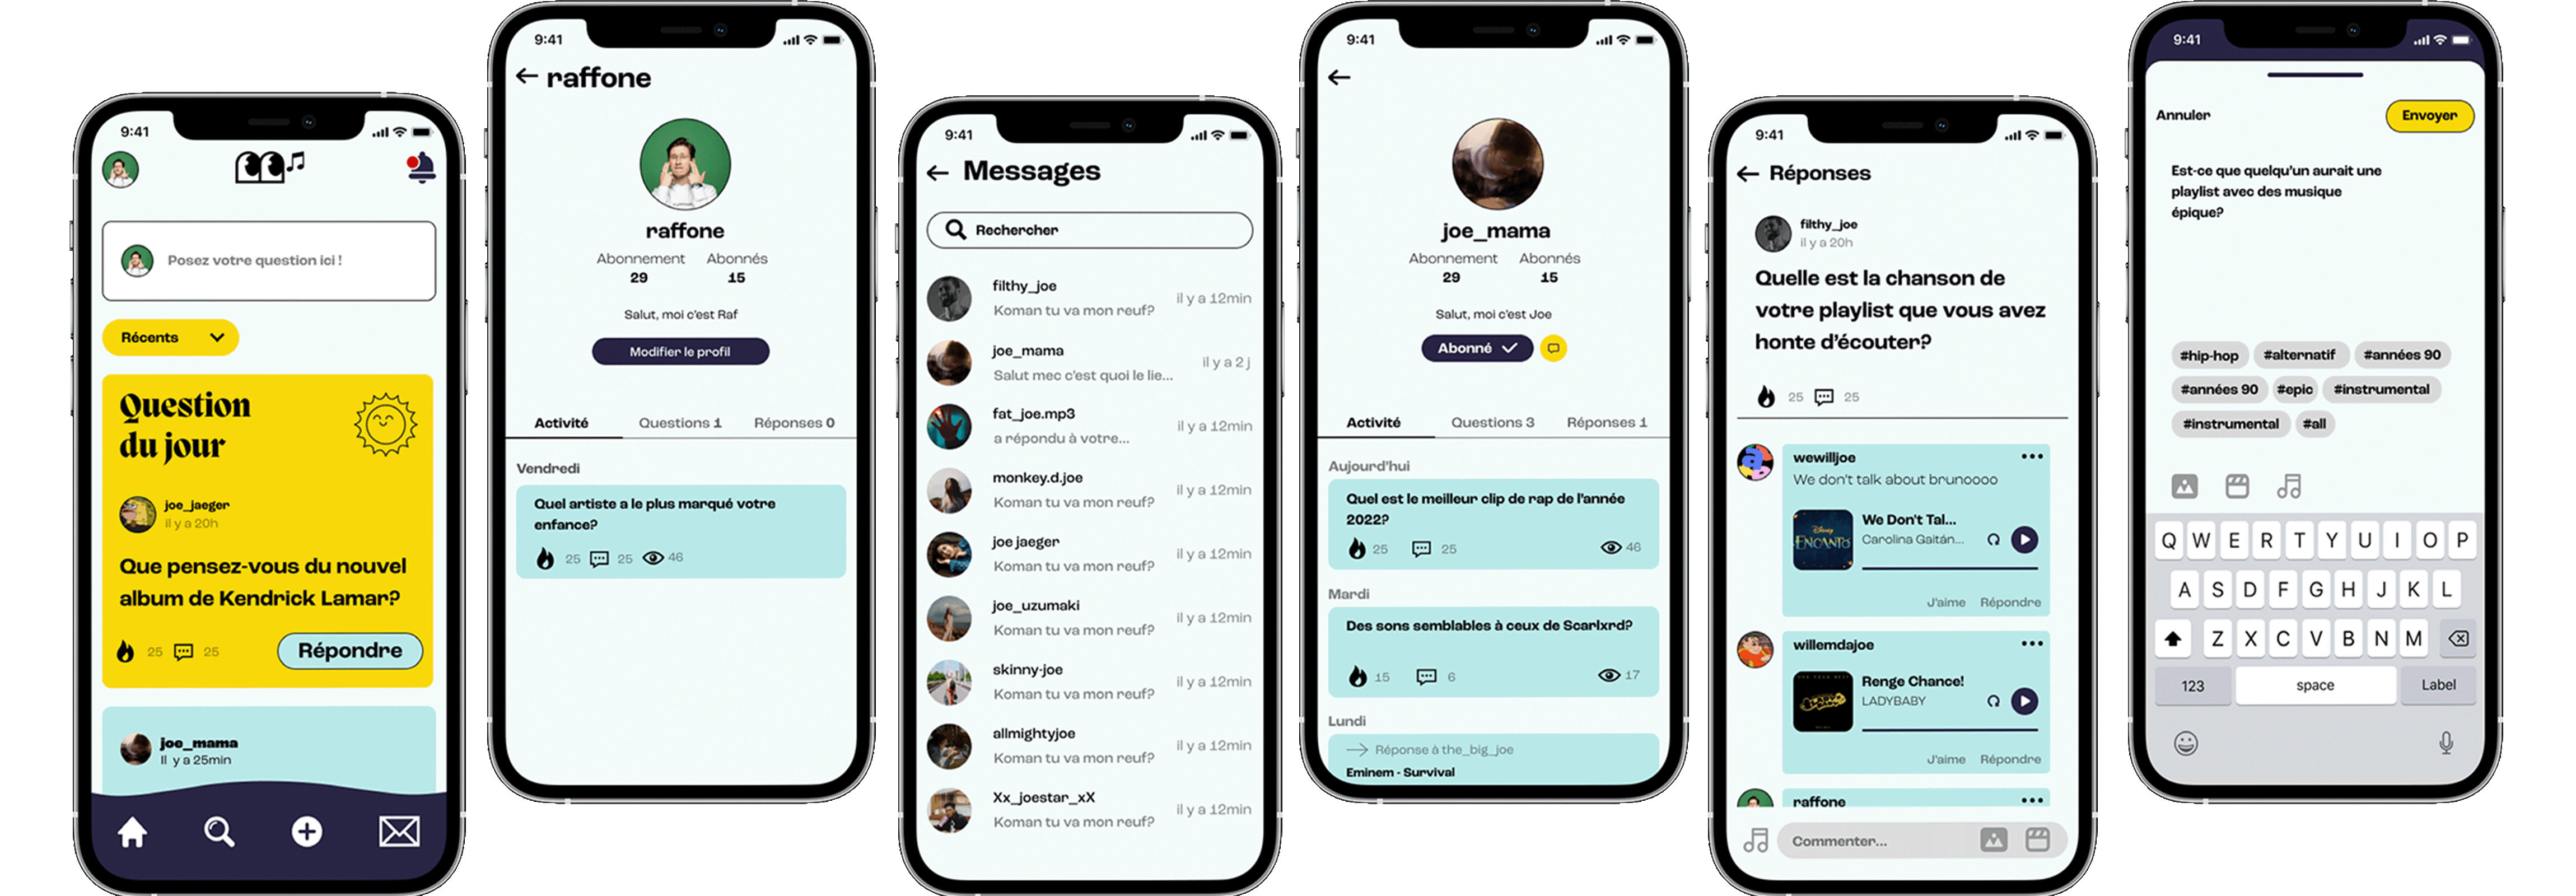 9:41
Posez votre question ici !
Récents
Question
du jour
joe_jaeger
il y a 20h
Que pensez-vous du nouvel
album de Kendrick Lamar?
25 25
Répondre
joe_mama
Il y a 25min
9:41
raffone
raffone
Abonnement Abonnés
29 15
Salut, moi c'est Raf
Modifier le profil
Activité Questions 1 Réponses 0
Vendredi
Quel artiste a le plus marqué votre
enfance?
25 25 46
9:41
Messages
Rechercher
filthy_joe
Koman tu va mon reuf? il y a 12min
joe_mama
Salut mec c'est quoi le lie... il y a 2 j
fat_joe.mp3
a répondu à votre... il y a 12min
monkey.d.joe
Koman tu va mon reuf? il y a 12min
joe jaeger
Koman tu va mon reuf? il y a 12min
joe_uzumaki
Koman tu va mon reuf? il y a 12min
skinny-joe
Koman tu va mon reuf? il y a 12min
allmightyjoe
Koman tu va mon reuf? il y a 12min
Xx_joestar_xX
Koman tu va mon reuf? il y a 12min
9:41
joe_mama
Abonnement Abonnés
29 15
Salut, moi c'est Joe
Abonné
Activité Questions 3 Réponses 1
Aujourd'hui
Quel est le meilleur clip de rap de l'année
2022?
25 25 46
Mardi
Des sons semblables à ceux de Scarlxrd?
15 6 17
Lundi
Réponse à the_big_joe
Eminem - Survival
9:41
Réponses
filthy_joe
il y a 20h
Quelle est la chanson de
votre playlist que vous avez
honte d'écouter?
25 25
wewilljoe
We don't talk about brunoooo
Disney
ENCANTO
We Don't Tal...
Carolina Gaitán...
J'aime Répondre
willemdajoe
Renge Chance!
LADYBABY
J'aime Répondre
raffone
Commenter...
9:41
Annuler Envoyer
Est-ce que quelqu'un aurait une
playlist avec des musique
épique?
#hip-hop #alternatif #années 90
#années 90 #epic #instrumental
#instrumental #all
Q W E R T Y U I O P
A S D F G H J K L
Z X C V B N M
123 space Label